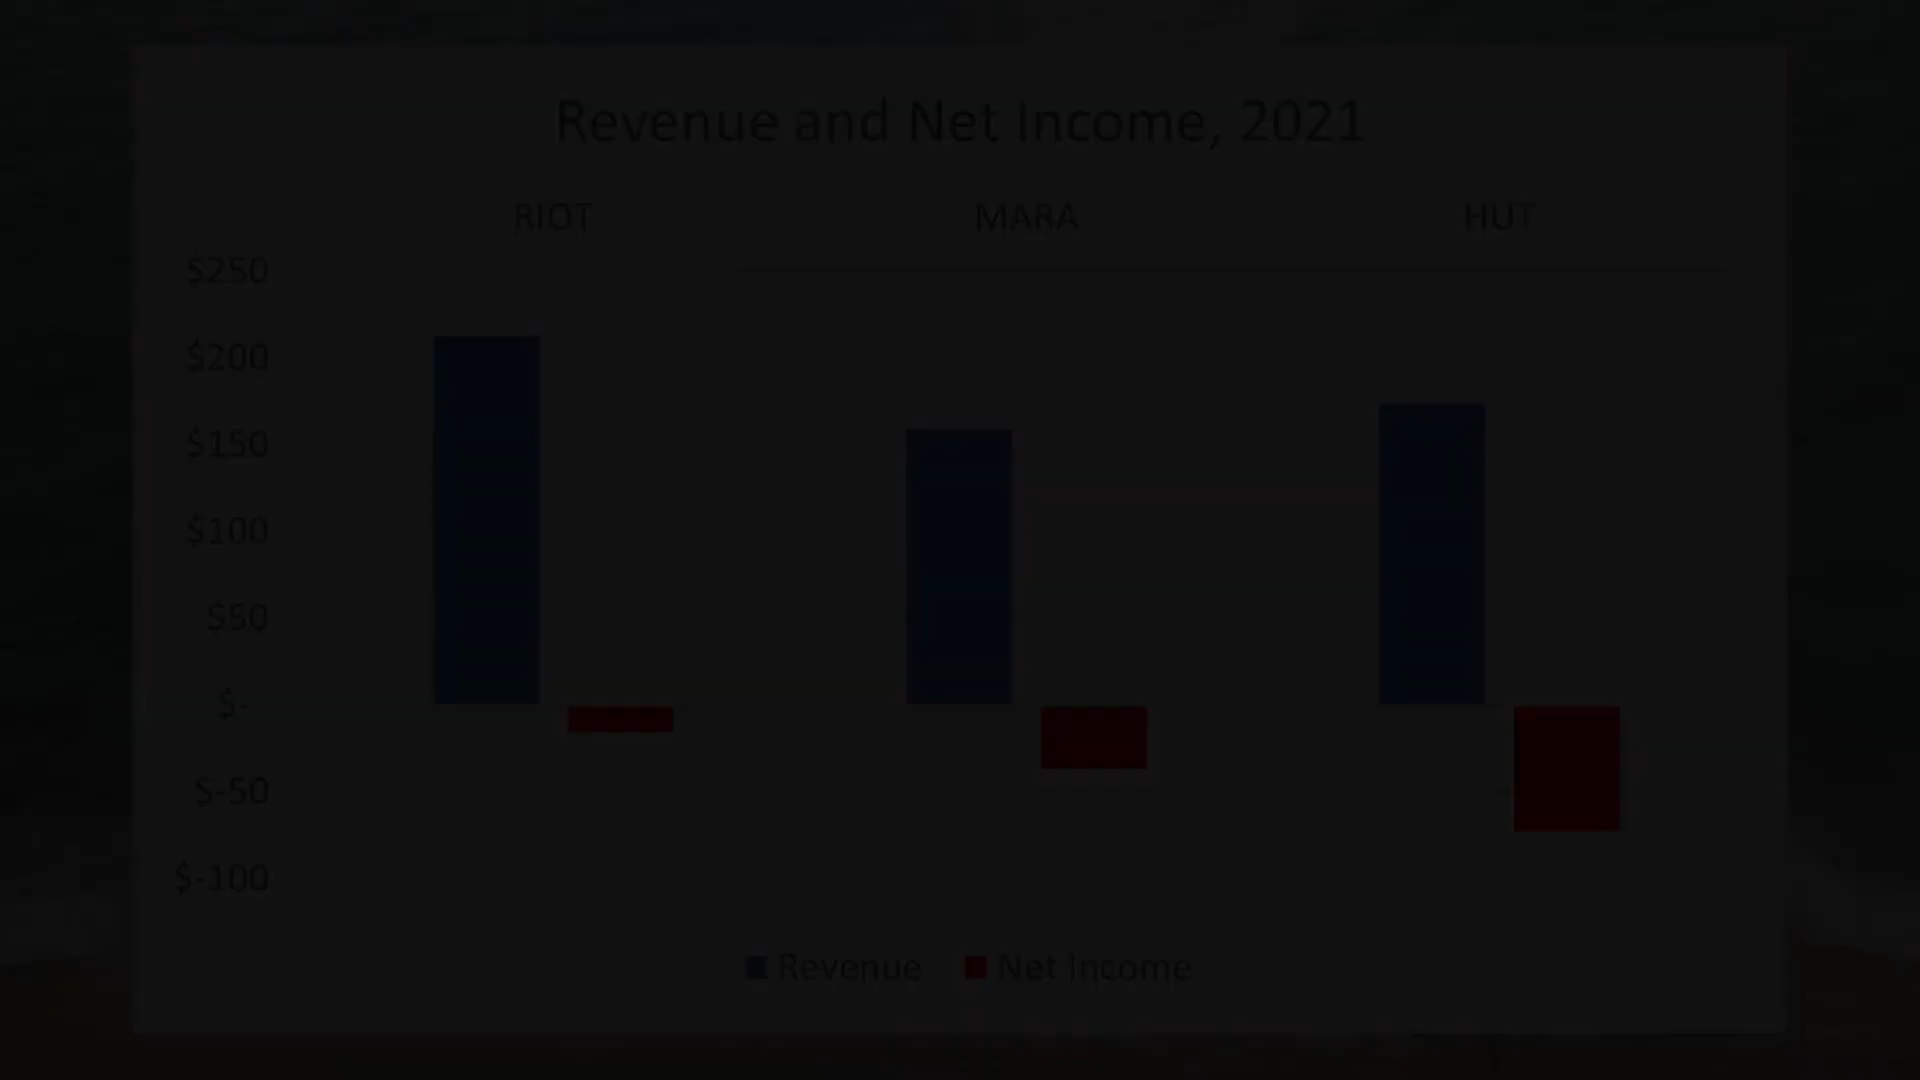 Revenue and Net Income, 2021
RIOT MARA HUT
$250
$200
$150
$100
$50
$-
$-50
$-100
Revenue Net Income